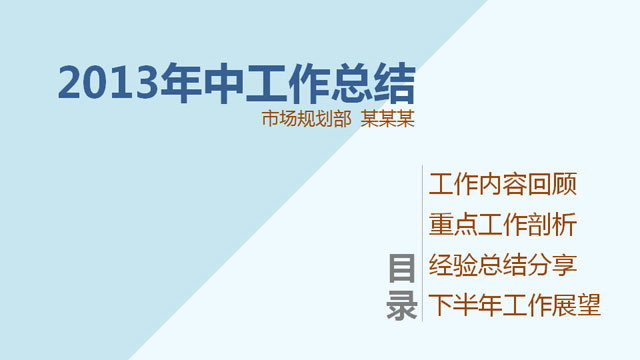 2013年中工作总结
市场规划部 某某某
目录
工作内容回顾
重点工作剖析
经验总结分享
下半年工作展望